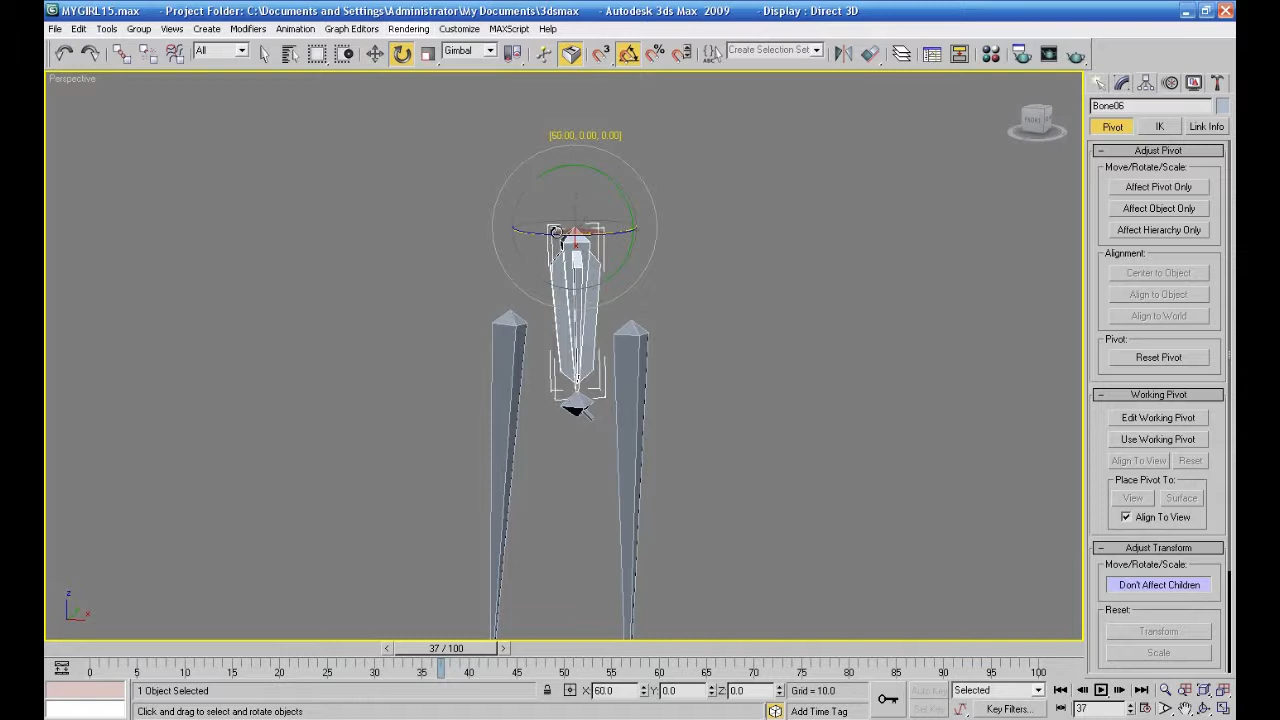 MYGIRL15.max - Project Folder: C:\Documents and Settings\Administrator\My Documents\3dsmax - Autodesk 3ds Max 2009 - Display : Direct 3D
File Edit Tools Group Views Create Modifiers Animation Graph Editors Rendering Customize MAXScript Help
All Gimbal Create Selection Set
Perspective
Bone06
Pivot IK Link Info
[60.00, 0.00, 0.00]
Adjust Pivot
Move/Rotate/Scale:
Affect Pivot Only
Affect Object Only
Affect Hierarchy Only
Alignment:
Center to Object
Align to Object
Align to World
Pivot:
Reset Pivot
Working Pivot
Edit Working Pivot
Use Working Pivot
Align To View Reset
Place Pivot To:
View Surface
Align To View
Adjust Transform
Move/Rotate/Scale:
Don't Affect Children
Reset:
Transform
Scale
z
x
37 / 100
0 5 10 15 20 25 30 35 40 45 50 55 60 65 70 75 80 85 90 95 100
1 Object Selected X: 60.0 Y: 0.0 Z: 0.0 Grid = 10.0 Auto Key Selected
Click and drag to select and rotate objects Add Time Tag Set Key Key Filters... 37